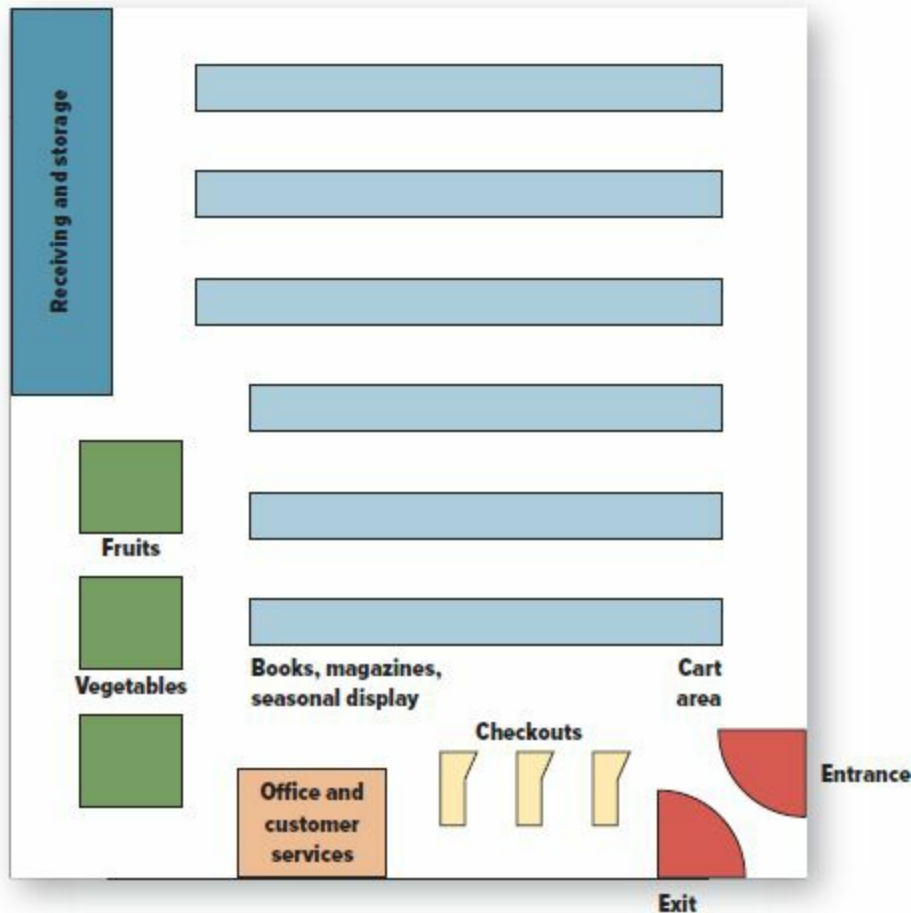 Receiving and storage
Fruits
Vegetables
Books, magazines,
seasonal display
Cart
area
Checkouts
Office and
customer
services
Entrance
Exit